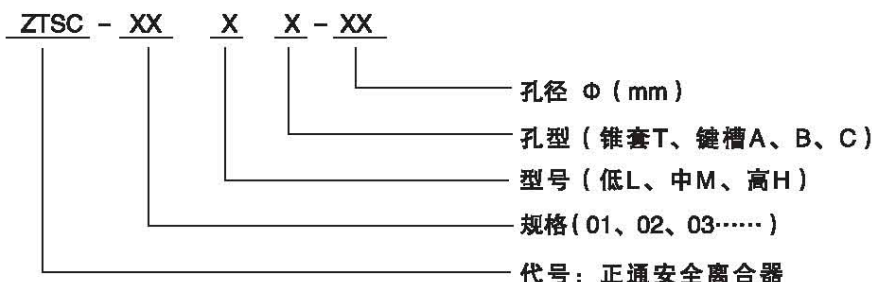 ZTSC - XX X X - XX
孔径 Φ ( mm )
孔型 ( 锥套T、键槽A、B、C )
型号 ( 低L、中M、高H )
规格( 01、02、03…… )
代号：正通安全离合器